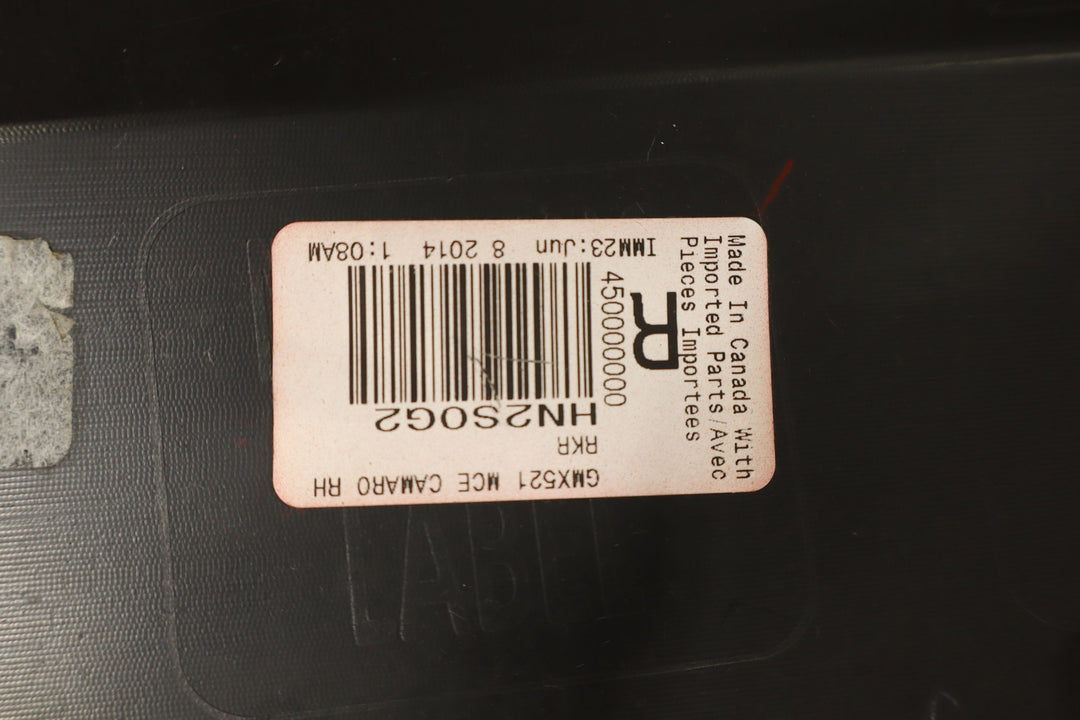 GMX521 MCE CAMARO RH
RKR
HN2SOG2
IMM23:Jun 8 2014 1:08AM
450000000
R
Made In Canada With
Imported Parts/Avec
Pieces Importees
LABEL